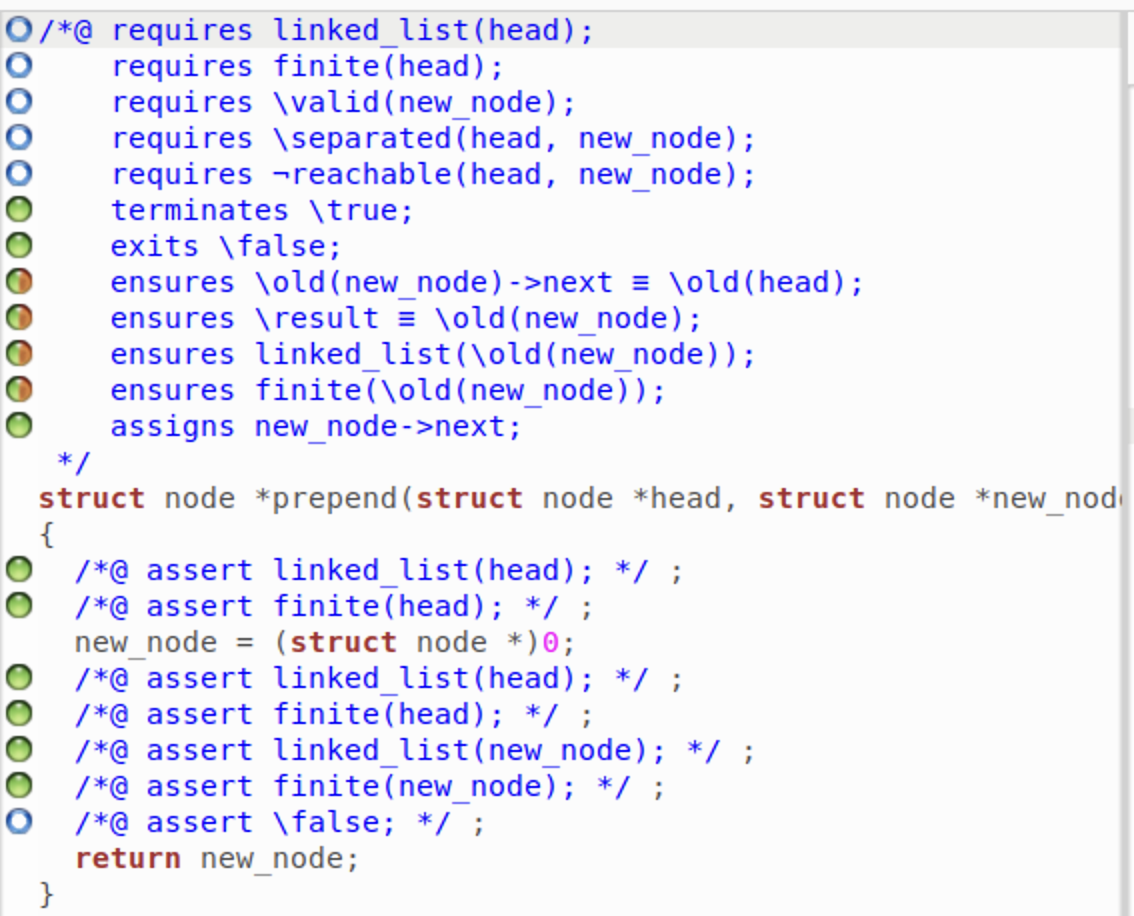 /*@ requires linked_list(head);
    requires finite(head);
    requires \valid(new_node);
    requires \separated(head, new_node);
    requires ¬reachable(head, new_node);
    terminates \true;
    exits \false;
    ensures \old(new_node)->next ≡ \old(head);
    ensures \result ≡ \old(new_node);
    ensures linked_list(\old(new_node));
    ensures finite(\old(new_node));
    assigns new_node->next;
 */
struct node *prepend(struct node *head, struct node *new_nod
{
  /*@ assert linked_list(head); */ ;
  /*@ assert finite(head); */ ;
  new_node = (struct node *)0;
  /*@ assert linked_list(head); */ ;
  /*@ assert finite(head); */ ;
  /*@ assert linked_list(new_node); */ ;
  /*@ assert finite(new_node); */ ;
  /*@ assert \false; */ ;
  return new_node;
}